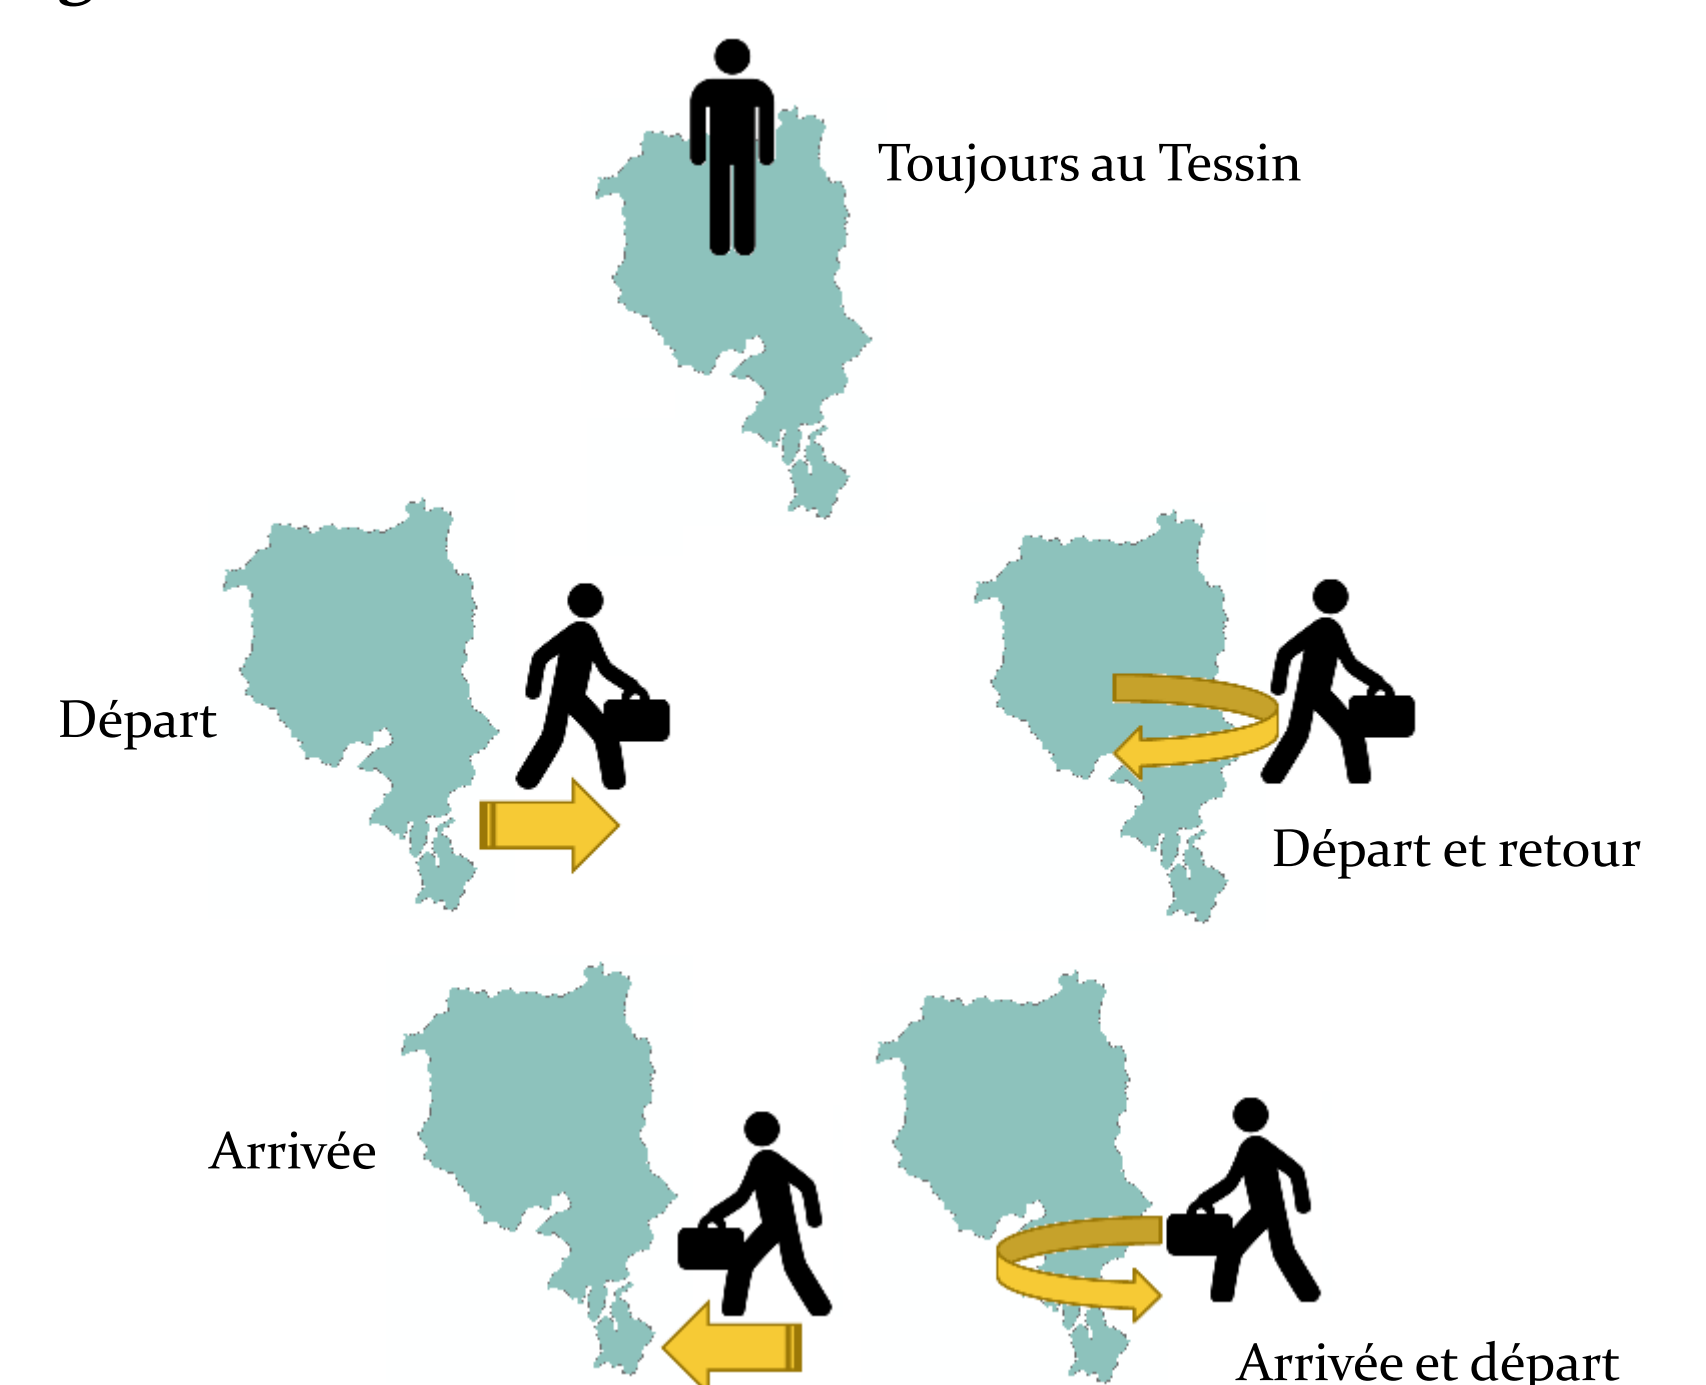 Toujours au Tessin
Départ
Départ et retour
Arrivée
Arrivée et départ